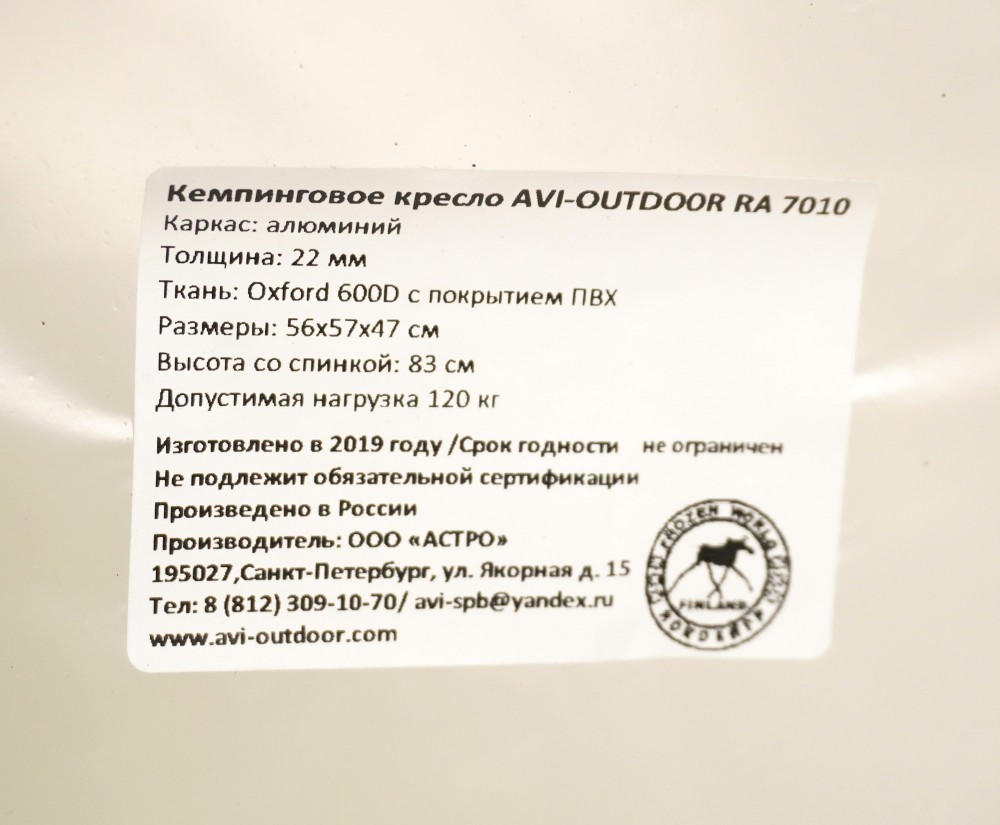 Кемпинговое кресло AVI-OUTDOOR RA 7010
Каркас: алюминий
Толщина: 22 мм
Ткань: Oxford 600D с покрытием ПВХ
Размеры: 56x57x47 см
Высота со спинкой: 83 см
Допустимая нагрузка 120 кг
Изготовлено в 2019 году /Срок годности не ограничен
Не подлежит обязательной сертификации
Произведено в России
Производитель: ООО «АСТРО»
195027,Санкт-Петербург, ул. Якорная д. 15
Тел: 8 (812) 309-10-70/ avi-spb@yandex.ru
www.avi-outdoor.com
FROZEN WORLD
FINLAND